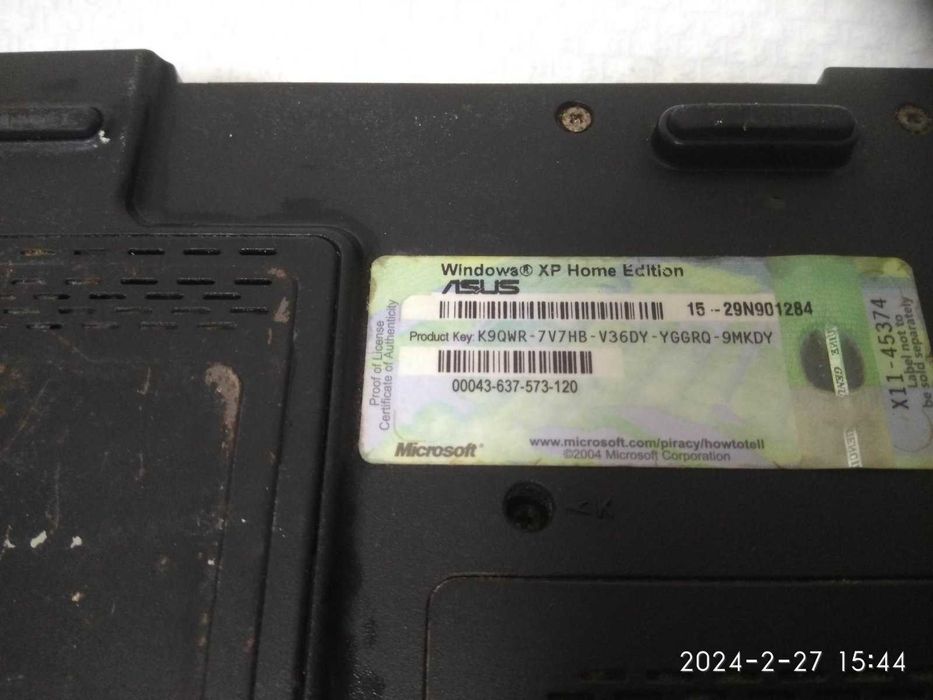 Windows® XP Home Edition
ASUS
15 - 29N901284
Product Key: K9QWR-7V7HB-V36DY-YGGRQ-9MKDY
00043-637-573-120
Proof of License
Certificate of Authenticity
Microsoft®
www.microsoft.com/piracy/howtotell
©2004 Microsoft Corporation
X11-45374
Label not to
be sold separately
K
2024-2-27 15:44